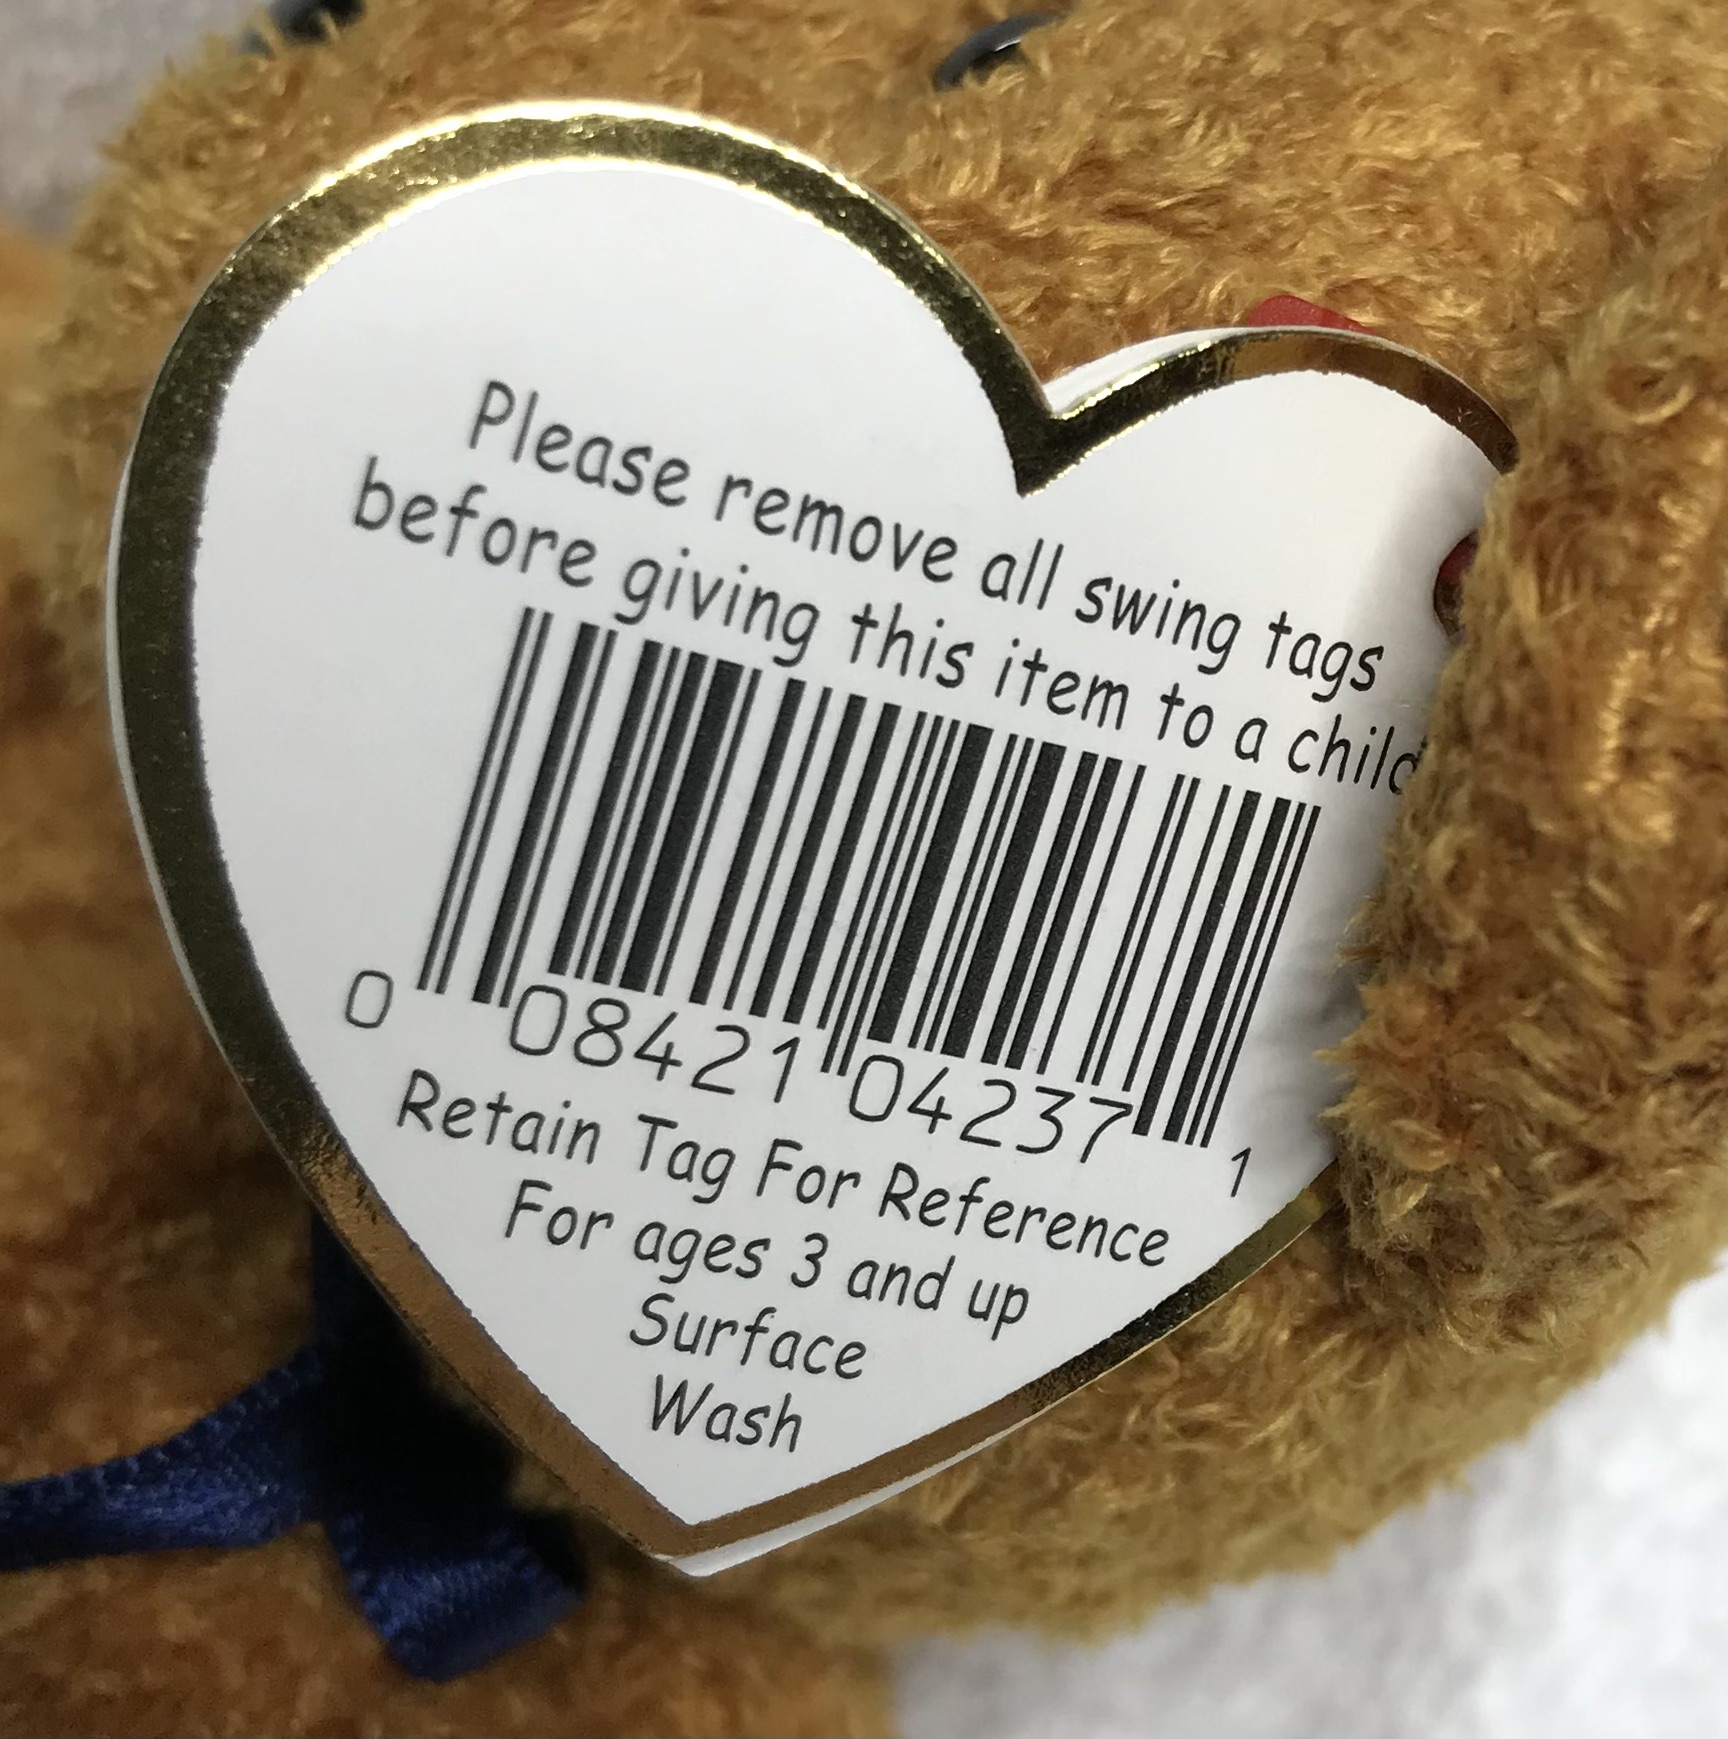 Please remove all swing tags
before giving this item to a child
0 08421 04237 1
Retain Tag For Reference
For ages 3 and up
Surface
Wash